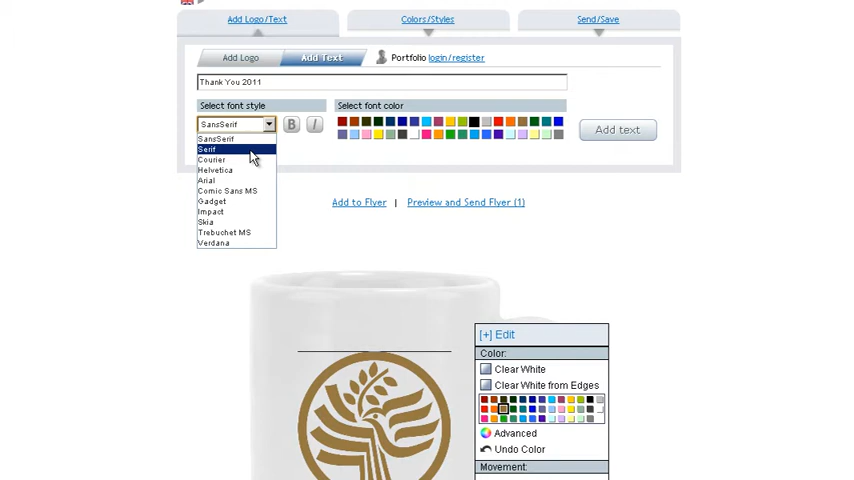 Add Logo/Text
Colors/Styles
Send/Save
Add Logo
Add Text
Portfolio login/register
Thank You 2011
Select font style
Select font color
SansSerif
B
I
Add text
SansSerif
Serif
Courier
Helvetica
Arial
Comic Sans MS
Gadget
Impact
Skia
Trebuchet MS
Verdana
Add to Flyer | Preview and Send Flyer (1)
[+] Edit
Color:
Clear White
Clear White from Edges
Advanced
Undo Color
Movement: